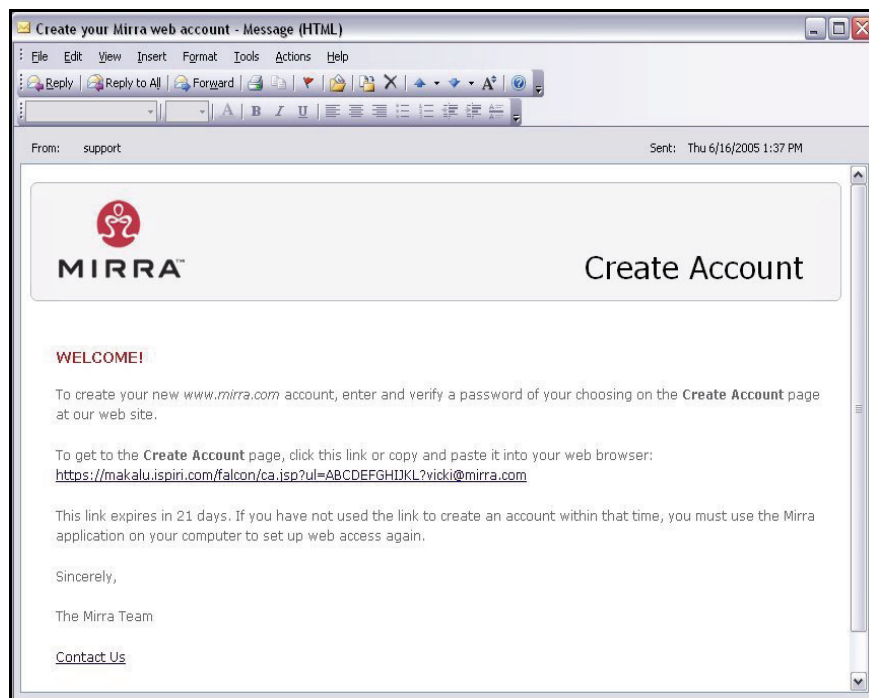 Create your Mirra web account - Message (HTML)
File Edit View Insert Format Tools Actions Help
Reply Reply to All Forward
A B I U
From: support Sent: Thu 6/16/2005 1:37 PM
MIRRA™
Create Account
WELCOME!
To create your new www.mirra.com account, enter and verify a password of your choosing on the Create Account page
at our web site.
To get to the Create Account page, click this link or copy and paste it into your web browser:
https://makalu.ispiri.com/falcon/ca.jsp?ul=ABCDEFGHIJKL?vicki@mirra.com
This link expires in 21 days. If you have not used the link to create an account within that time, you must use the Mirra
application on your computer to set up web access again.
Sincerely,
The Mirra Team
Contact Us